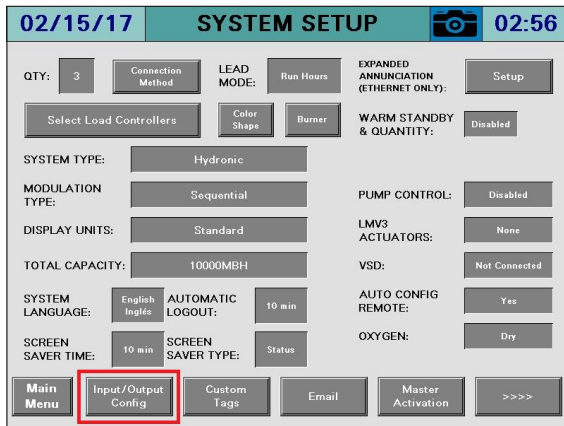 02/15/17 SYSTEM SETUP 02:56
QTY: 3 Connection Method LEAD MODE: Run Hours EXPANDED ANNUNCIATION (ETHERNET ONLY): Setup
Select Load Controllers Color Shape Burner WARM STANDBY & QUANTITY: Disabled
SYSTEM TYPE: Hydronic
MODULATION TYPE: Sequential PUMP CONTROL: Disabled
DISPLAY UNITS: Standard LMV3 ACTUATORS: None
TOTAL CAPACITY: 10000MBH VSD: Not Connected
SYSTEM LANGUAGE: English Inglés AUTOMATIC LOGOUT: 10 min AUTO CONFIG REMOTE: Yes
SCREEN SAVER TIME: 10 min SCREEN SAVER TYPE: Status OXYGEN: Dry
Main Menu Input/Output Config Custom Tags Email Master Activation >>>>